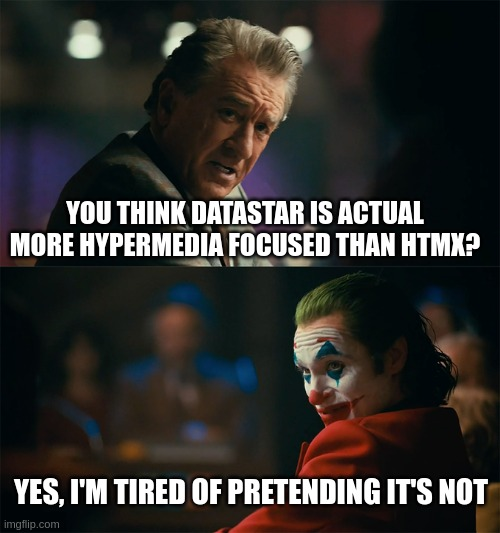 YOU THINK DATASTAR IS ACTUAL
MORE HYPERMEDIA FOCUSED THAN HTMX?
YES, I'M TIRED OF PRETENDING IT'S NOT
imgflip.com